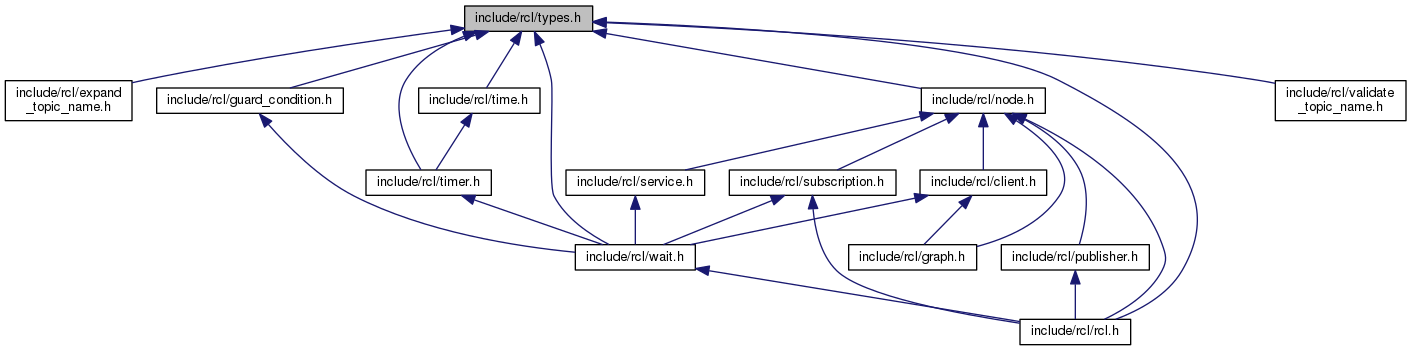 include/rcl/types.h
include/rcl/expand
_topic_name.h
include/rcl/guard_condition.h
include/rcl/time.h
include/rcl/node.h
include/rcl/validate
_topic_name.h
include/rcl/timer.h
include/rcl/service.h
include/rcl/subscription.h
include/rcl/client.h
include/rcl/wait.h
include/rcl/graph.h
include/rcl/publisher.h
include/rcl/rcl.h